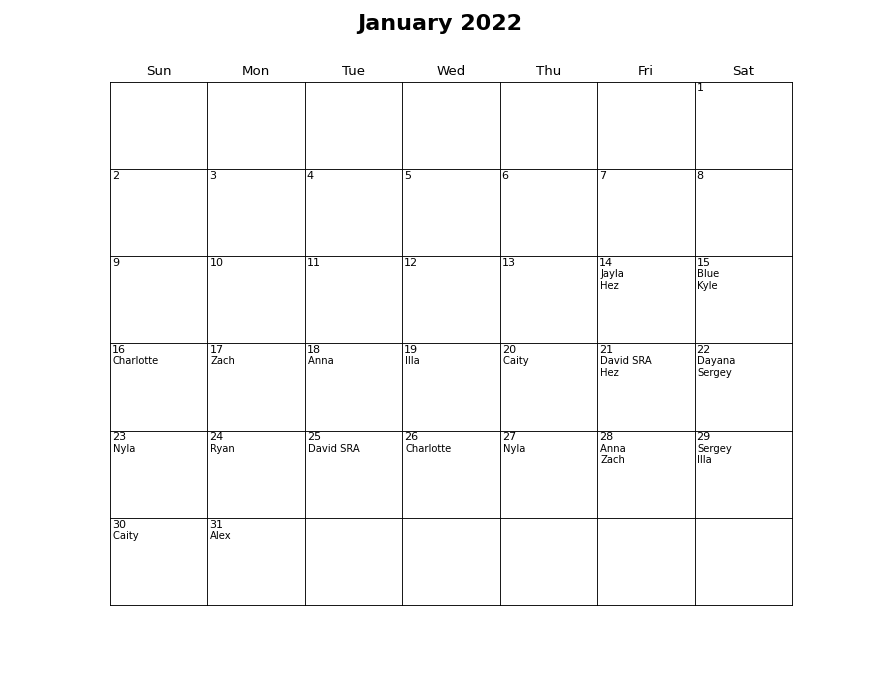 January 2022
Sun Mon Tue Wed Thu Fri Sat
1
2 3 4 5 6 7 8
9 10 11 12 13 14 15
Jayla Blue
Hez Kyle
16 17 18 19 20 21 22
Charlotte Zach Anna Illa Caity David SRA Dayana
Hez Sergey
23 24 25 26 27 28 29
Nyla Ryan David SRA Charlotte Nyla Anna Sergey
Zach Illa
30 31
Caity Alex